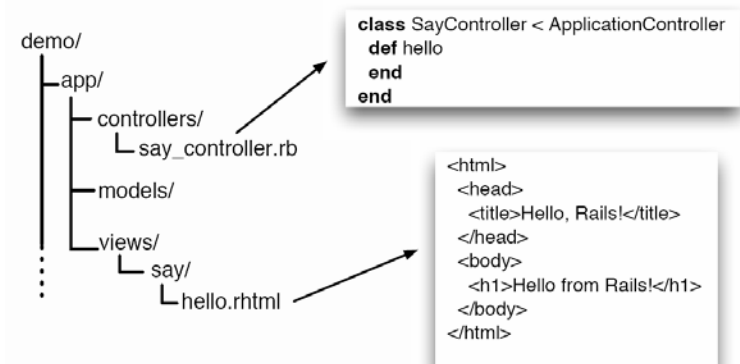 demo/
app/
controllers/
say_controller.rb
models/
views/
say/
hello.rhtml
class SayController < ApplicationController
def hello
end
end
<html>
<head>
<title>Hello, Rails!</title>
</head>
<body>
<h1>Hello from Rails!</h1>
</body>
</html>